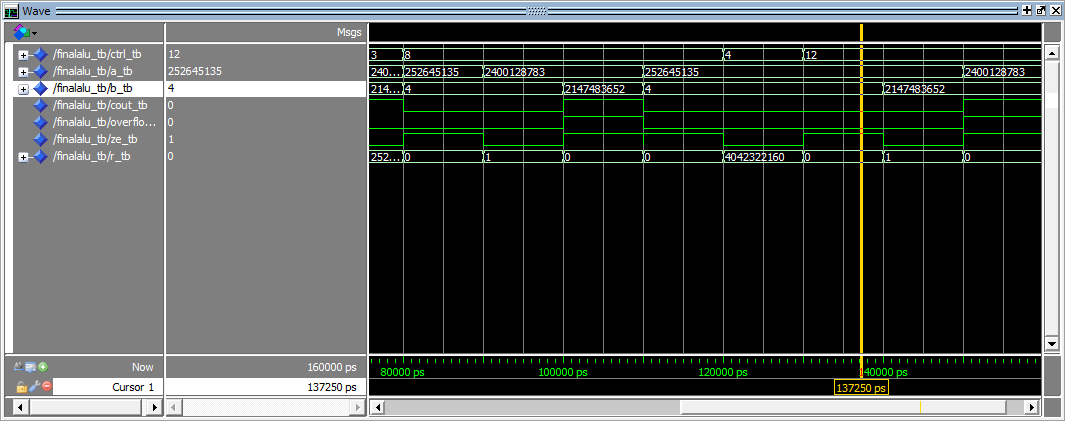 Wave
Msgs
/finalalu_tb/ctrl_tb 12 3 8 4 12
/finalalu_tb/a_tb 252645135 240... 252645135 2400128783 252645135 2400128783
/finalalu_tb/b_tb 4 214... 4 2147483652 4 2147483652
/finalalu_tb/cout_tb 0
/finalalu_tb/overflo... 0
/finalalu_tb/ze_tb 1
/finalalu_tb/r_tb 0 252... 0 1 0 0 4042322160 0 1 0
Now 160000 ps 80000 ps 100000 ps 120000 ps 140000 ps
Cursor 1 137250 ps 137250 ps